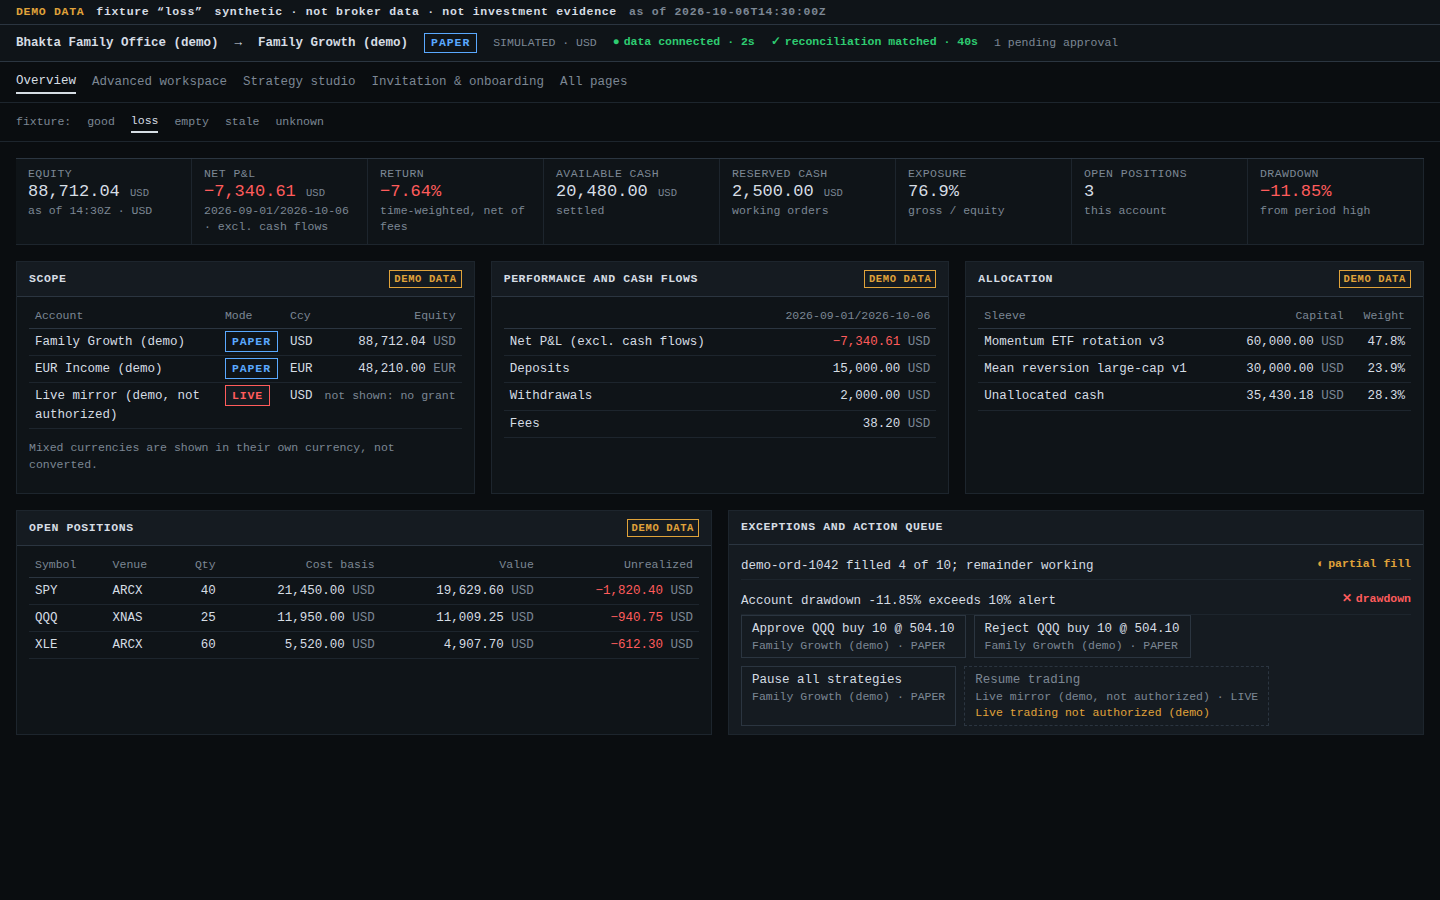 DEMO DATA fixture “loss” synthetic · not broker data · not investment evidence as of 2026-10-06T14:30:00Z
Bhakta Family Office (demo) → Family Growth (demo) PAPER SIMULATED · USD ● data connected · 2s ✓ reconciliation matched · 40s 1 pending approval
Overview Advanced workspace Strategy studio Invitation & onboarding All pages
fixture: good loss empty stale unknown
EQUITY
88,712.04 USD
as of 14:30Z · USD
NET P&L
−7,340.61 USD
2026-09-01/2026-10-06
· excl. cash flows
RETURN
−7.64%
time-weighted, net of
fees
AVAILABLE CASH
20,480.00 USD
settled
RESERVED CASH
2,500.00 USD
working orders
EXPOSURE
76.9%
gross / equity
OPEN POSITIONS
3
this account
DRAWDOWN
−11.85%
from period high
SCOPE DEMO DATA
Account Mode Ccy Equity
Family Growth (demo) PAPER USD 88,712.04 USD
EUR Income (demo) PAPER EUR 48,210.00 EUR
Live mirror (demo, not LIVE USD not shown: no grant
authorized)
Mixed currencies are shown in their own currency, not
converted.
PERFORMANCE AND CASH FLOWS DEMO DATA
2026-09-01/2026-10-06
Net P&L (excl. cash flows) −7,340.61 USD
Deposits 15,000.00 USD
Withdrawals 2,000.00 USD
Fees 38.20 USD
ALLOCATION DEMO DATA
Sleeve Capital Weight
Momentum ETF rotation v3 60,000.00 USD 47.8%
Mean reversion large-cap v1 30,000.00 USD 23.9%
Unallocated cash 35,430.18 USD 28.3%
OPEN POSITIONS DEMO DATA
Symbol Venue Qty Cost basis Value Unrealized
SPY ARCX 40 21,450.00 USD 19,629.60 USD −1,820.40 USD
QQQ XNAS 25 11,950.00 USD 11,009.25 USD −940.75 USD
XLE ARCX 60 5,520.00 USD 4,907.70 USD −612.30 USD
EXCEPTIONS AND ACTION QUEUE
demo-ord-1042 filled 4 of 10; remainder working ◖ partial fill
Account drawdown -11.85% exceeds 10% alert ✕ drawdown
Approve QQQ buy 10 @ 504.10
Family Growth (demo) · PAPER
Reject QQQ buy 10 @ 504.10
Family Growth (demo) · PAPER
Pause all strategies
Family Growth (demo) · PAPER
Resume trading
Live mirror (demo, not authorized) · LIVE
Live trading not authorized (demo)